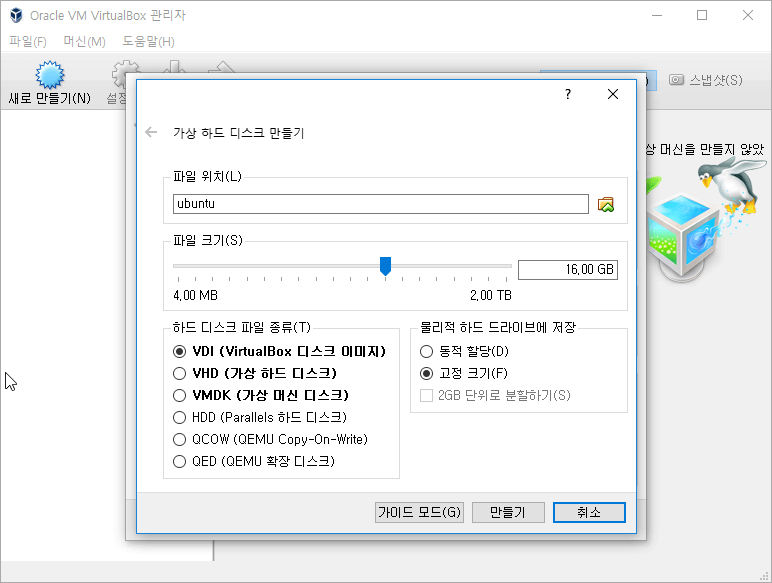 Oracle VM VirtualBox 관리자
파일(F) 머신(M) 도움말(H)
새로 만들기(N) 설정 스냅샷(S)
상 머신을 만들지 않았
? 
가상 하드 디스크 만들기
파일 위치(L)
ubuntu
파일 크기(S)
16,00 GB
4,00 MB 2,00 TB
하드 디스크 파일 종류(T)
VDI (VirtualBox 디스크 이미지)
VHD (가상 하드 디스크)
VMDK (가상 머신 디스크)
HDD (Parallels 하드 디스크)
QCOW (QEMU Copy-On-Write)
QED (QEMU 확장 디스크)
물리적 하드 드라이브에 저장
동적 할당(D)
고정 크기(F)
2GB 단위로 분할하기(S)
가이드 모드(G) 만들기 취소